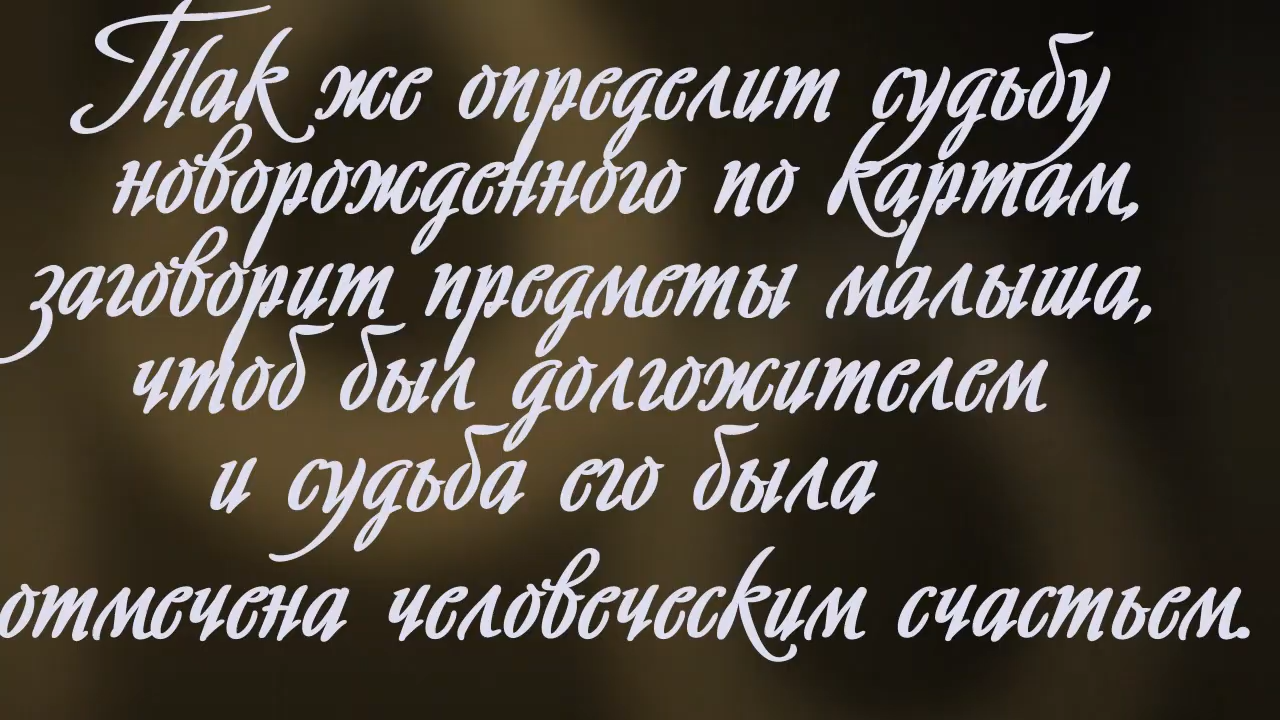 Так же определит судьбу
новорожденного по картам,
заговорит предметы малыша,
чтоб был долгожителем
и судьба его была
отмечена человеческим счастьем.